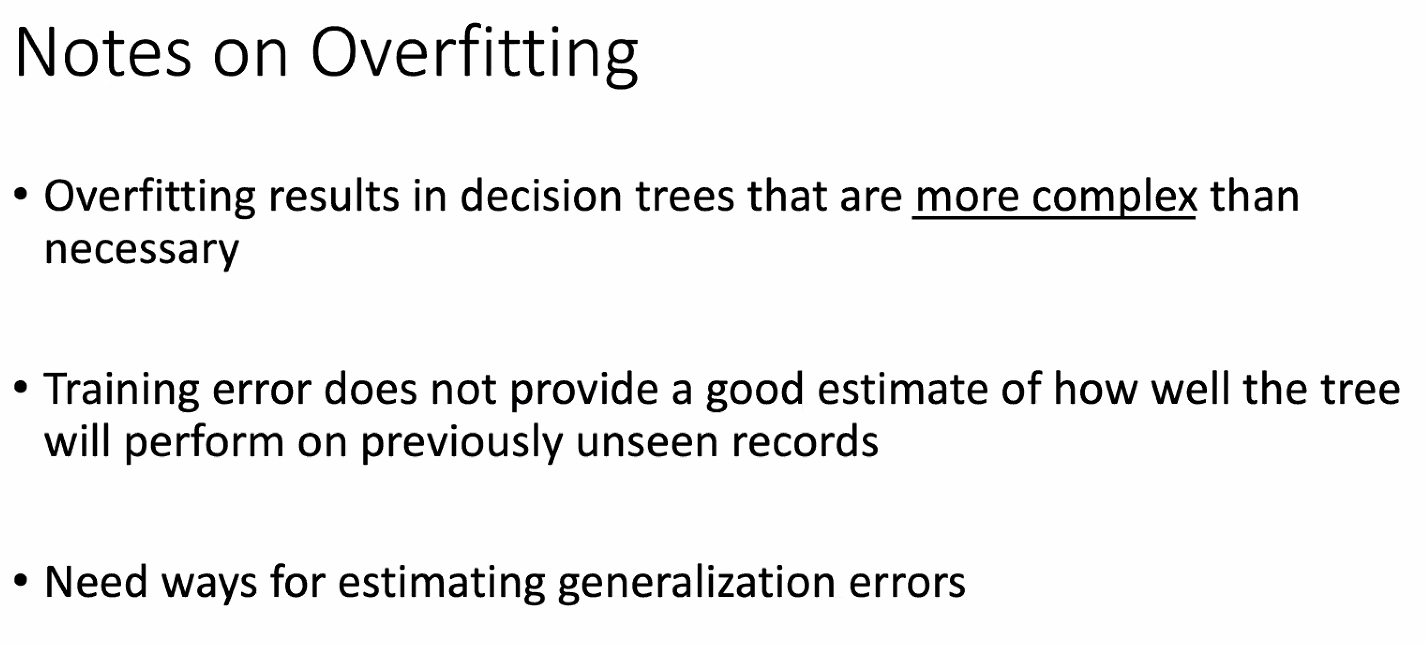 Notes on Overfitting
• Overfitting results in decision trees that are more complex than
necessary
• Training error does not provide a good estimate of how well the tree
will perform on previously unseen records
• Need ways for estimating generalization errors